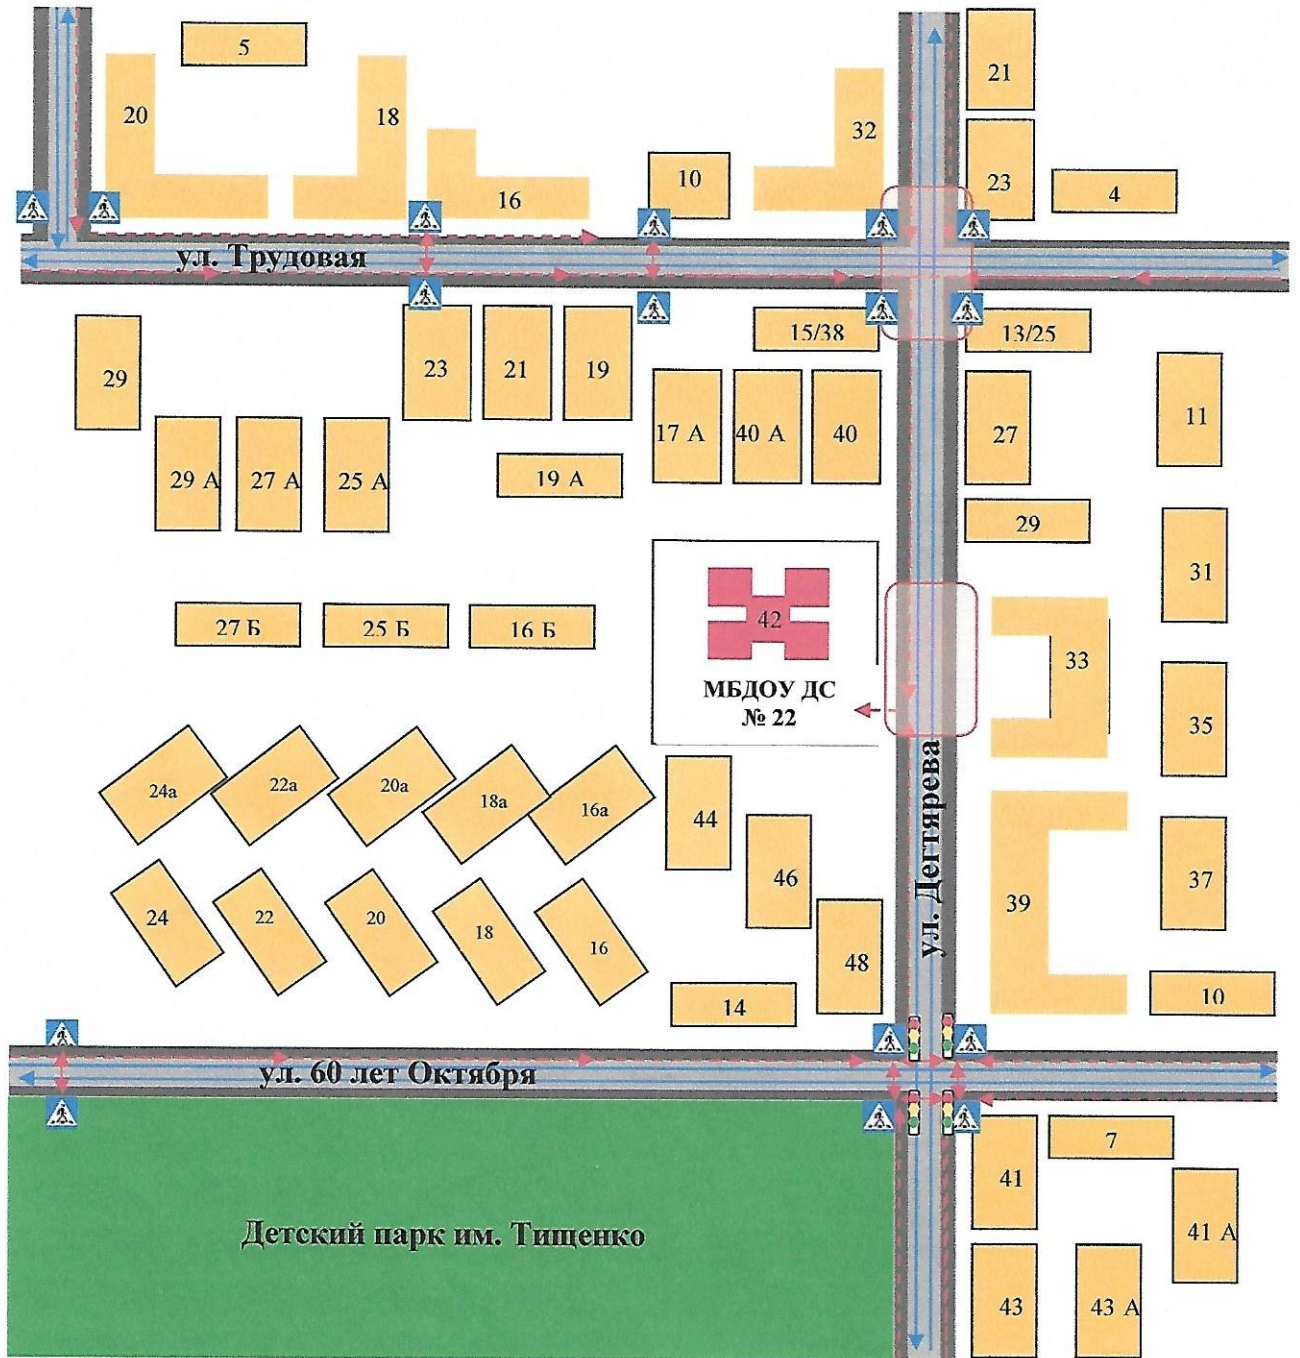 5
21
20
18
32
10
23
4
16
ул. Трудовая
15/38
13/25
29
23
21
19
11
17 А
40 А
40
27
29 А
27 А
25 А
19 А
29
31
42
27 Б
25 Б
16 Б
33
МБДОУ ДС
№ 22
35
24а
22а
20а
18а
16а
44
ул. Дегтярева
46
37
39
24
22
20
18
16
48
14
10
ул. 60 лет Октября
7
41
Детский парк им. Тищенко
41 А
43
43 А